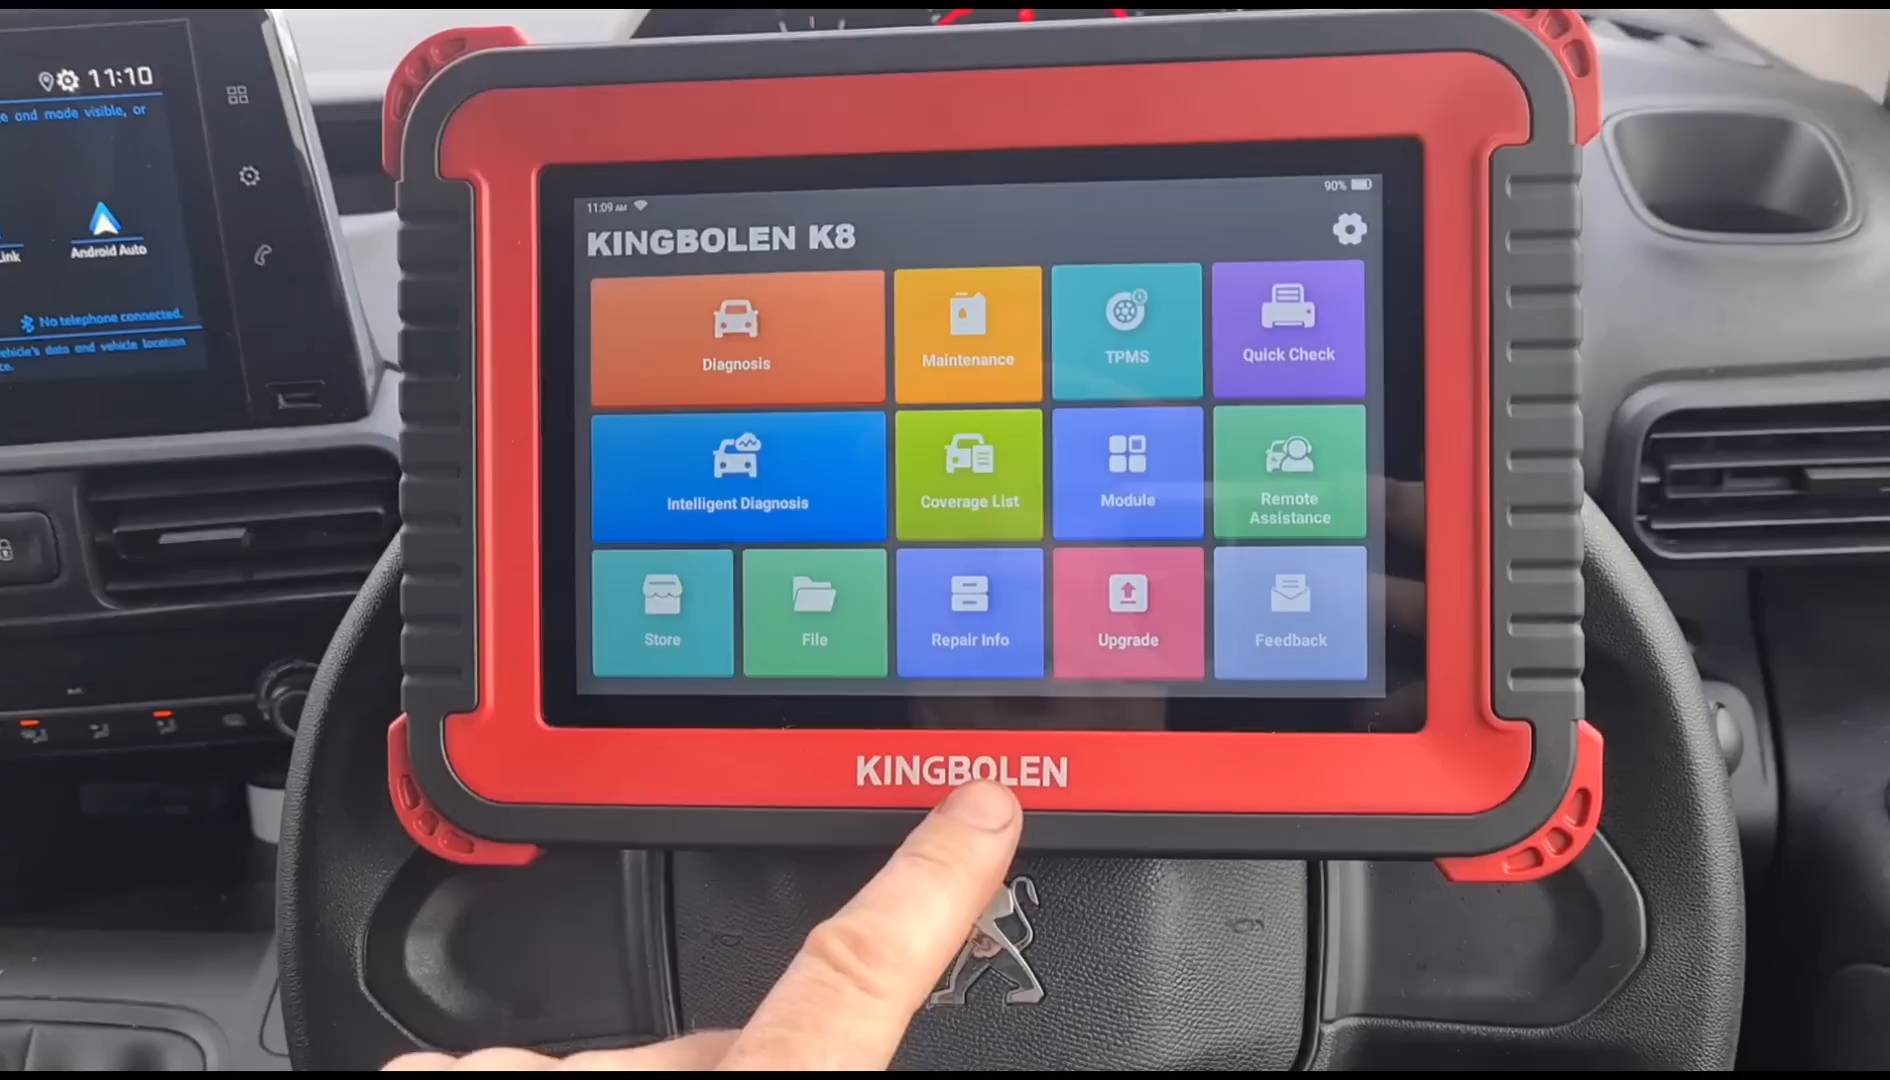 11:10
e and made visible, or
Android Auto
Link
No telephone connected.
vehicle's data and vehicle location
ce.
11:09 AM
90%
KINGBOLEN K8
Diagnosis
Maintenance
TPMS
Quick Check
Intelligent Diagnosis
Coverage List
Module
Remote
Assistance
Store
File
Repair Info
Upgrade
Feedback
KINGBOLEN